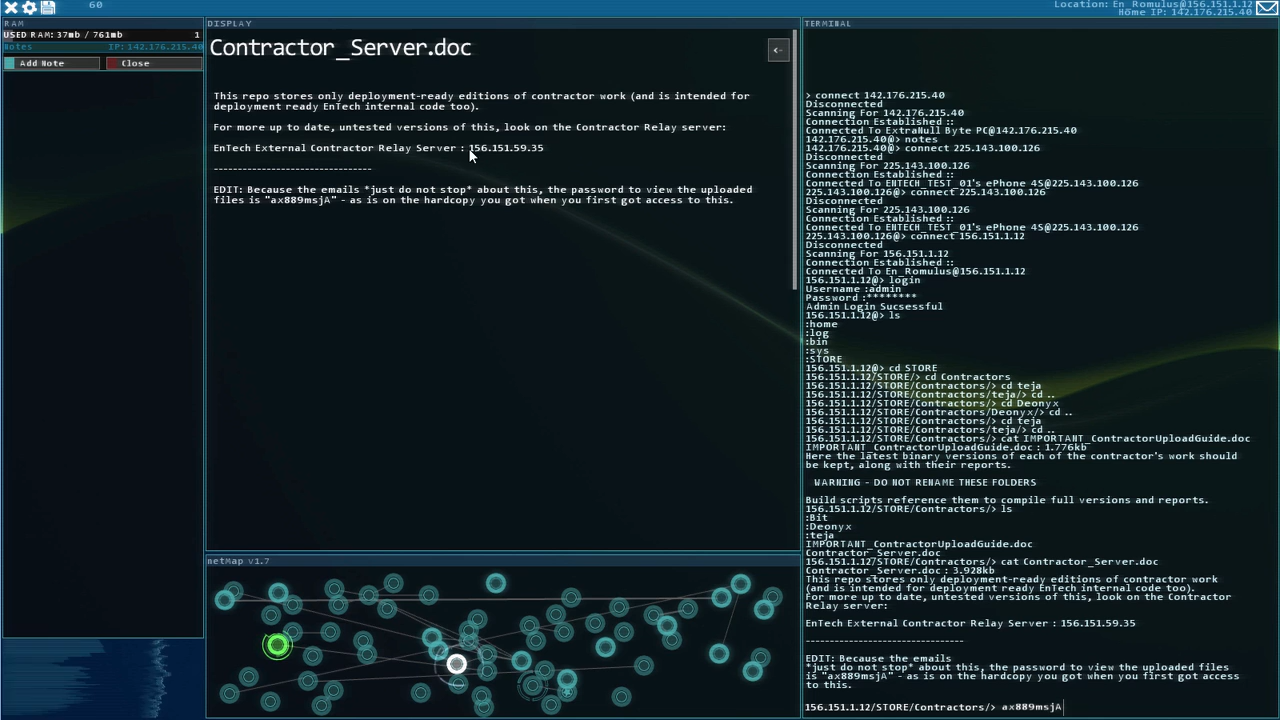 60
Location: En_Romulus@156.151.1.12
Home IP: 142.176.215.40
RAM
USED RAM: 37mb / 761mb 1
Notes IP: 142.176.215.40
Add Note Close
DISPLAY
Contractor_Server.doc
<-
This repo stores only deployment-ready editions of contractor work (and is intended for
deployment ready EnTech internal code too).
For more up to date, untested versions of this, look on the Contractor Relay server:
EnTech External Contractor Relay Server : 156.151.59.35
---------------------------------
EDIT: Because the emails *just do not stop* about this, the password to view the uploaded
files is "ax889msjA" - as is on the hardcopy you got when you first got access to this.
netMap v1.7
TERMINAL
> connect 142.176.215.40
Disconnected
Scanning For 142.176.215.40
Connection Established ::
Connected To ExtraNull Byte PC@142.176.215.40
142.176.215.40@> notes
142.176.215.40@> connect 225.143.100.126
Disconnected
Scanning For 225.143.100.126
Connection Established ::
Connected To ENTECH_TEST_01's ePhone 4S@225.143.100.126
225.143.100.126@> connect 225.143.100.126
Disconnected
Scanning For 225.143.100.126
Connection Established ::
Connected To ENTECH_TEST_01's ePhone 4S@225.143.100.126
225.143.100.126@> connect 156.151.1.12
Disconnected
Scanning For 156.151.1.12
Connection Established ::
Connected To En_Romulus@156.151.1.12
156.151.1.12@> login
Username :admin
Password :********
Admin Login Sucsessful
156.151.1.12@> ls
:home
:log
:bin
:sys
:STORE
156.151.1.12@> cd STORE
156.151.1.12/STORE/> cd Contractors
156.151.1.12/STORE/Contractors/> cd teja
156.151.1.12/STORE/Contractors/teja/> cd ..
156.151.1.12/STORE/Contractors/> cd Deonyx
156.151.1.12/STORE/Contractors/Deonyx/> cd ..
156.151.1.12/STORE/Contractors/> cd teja
156.151.1.12/STORE/Contractors/teja/> cd ..
156.151.1.12/STORE/Contractors/> cat IMPORTANT_ContractorUploadGuide.doc
IMPORTANT_ContractorUploadGuide.doc : 1.776kb
Here the latest binary versions of each of the contractor's work should
be kept, along with their reports.
WARNING - DO NOT RENAME THESE FOLDERS
Build scripts reference them to compile full versions and reports.
156.151.1.12/STORE/Contractors/> ls
:Bit
:Deonyx
:teja
IMPORTANT_ContractorUploadGuide.doc
Contractor_Server.doc
156.151.1.12/STORE/Contractors/> cat Contractor_Server.doc
Contractor_Server.doc : 3.928kb
This repo stores only deployment-ready editions of contractor work
(and is intended for deployment ready EnTech internal code too).
For more up to date, untested versions of this, look on the Contractor
Relay server:
EnTech External Contractor Relay Server : 156.151.59.35
---------------------------------
EDIT: Because the emails
*just do not stop* about this, the password to view the uploaded files
is "ax889msjA" - as is on the hardcopy you got when you first got access
to this.
156.151.1.12/STORE/Contractors/> ax889msjA